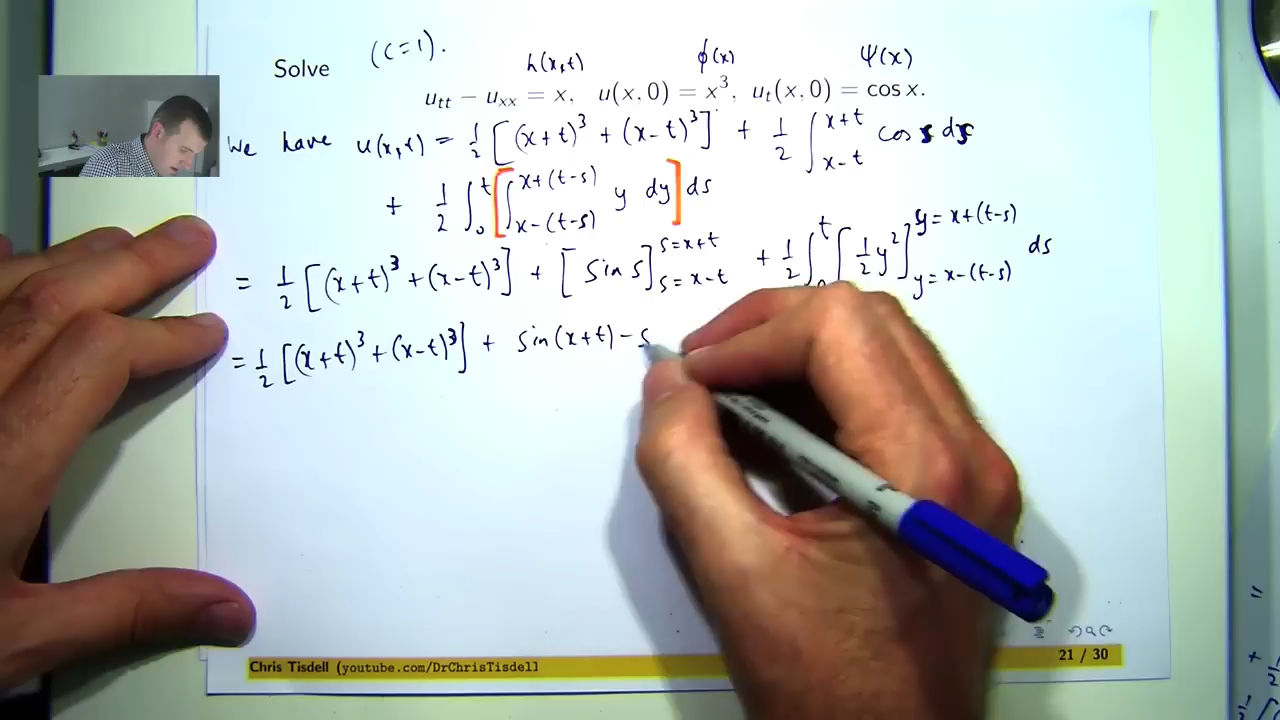 Solve (c=1).
h(x,t) ϕ(x) ψ(x)
u_tt − u_xx = x, u(x, 0) = x³, u_t(x, 0) = cos x.
We have u(x,t) = 1/2 [(x+t)³ + (x-t)³] + 1/2 ∫_{x-t}^{x+t} cos s ds
+ 1/2 ∫_0^t [∫_{x-(t-s)}^{x+(t-s)} y dy] ds
= 1/2 [(x+t)³ + (x-t)³] + [sin s]_{s=x-t}^{s=x+t} + 1/2 ∫_0^t [1/2 y²]_{y=x-(t-s)}^{y=x+(t-s)} ds
= 1/2 [(x+t)³ + (x-t)³] + sin(x+t) - s
Chris Tisdell (youtube.com/DrChrisTisdell
21 / 30